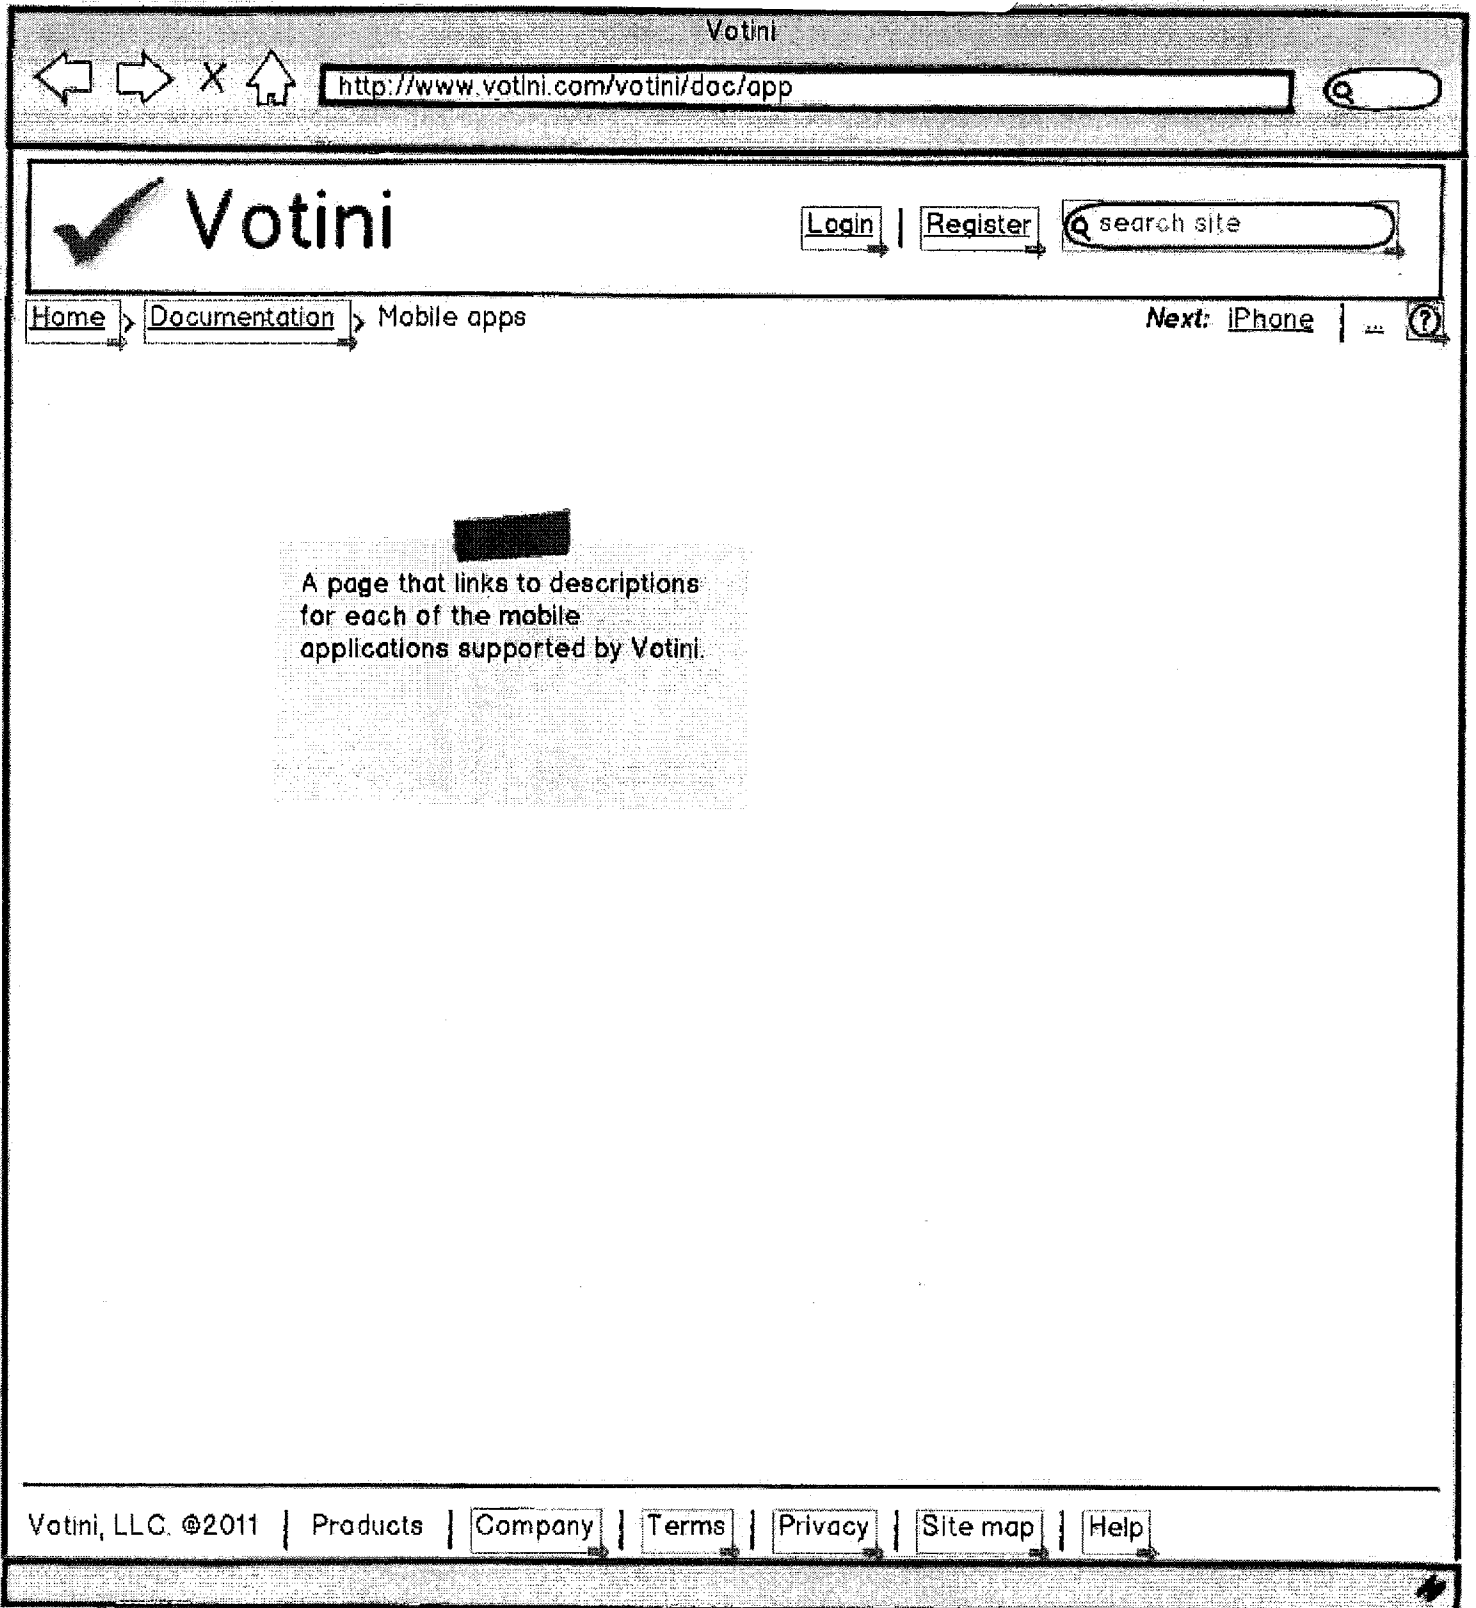 Votini
http://www.votini.com/votini/doc/app
Votini
Login | Register search site
Home > Documentation > Mobile apps Next: iPhone | ... ?
A page that links to descriptions
for each of the mobile
applications supported by Votini.
Votini, LLC. ©2011 | Products | Company | Terms | Privacy | Site map | Help